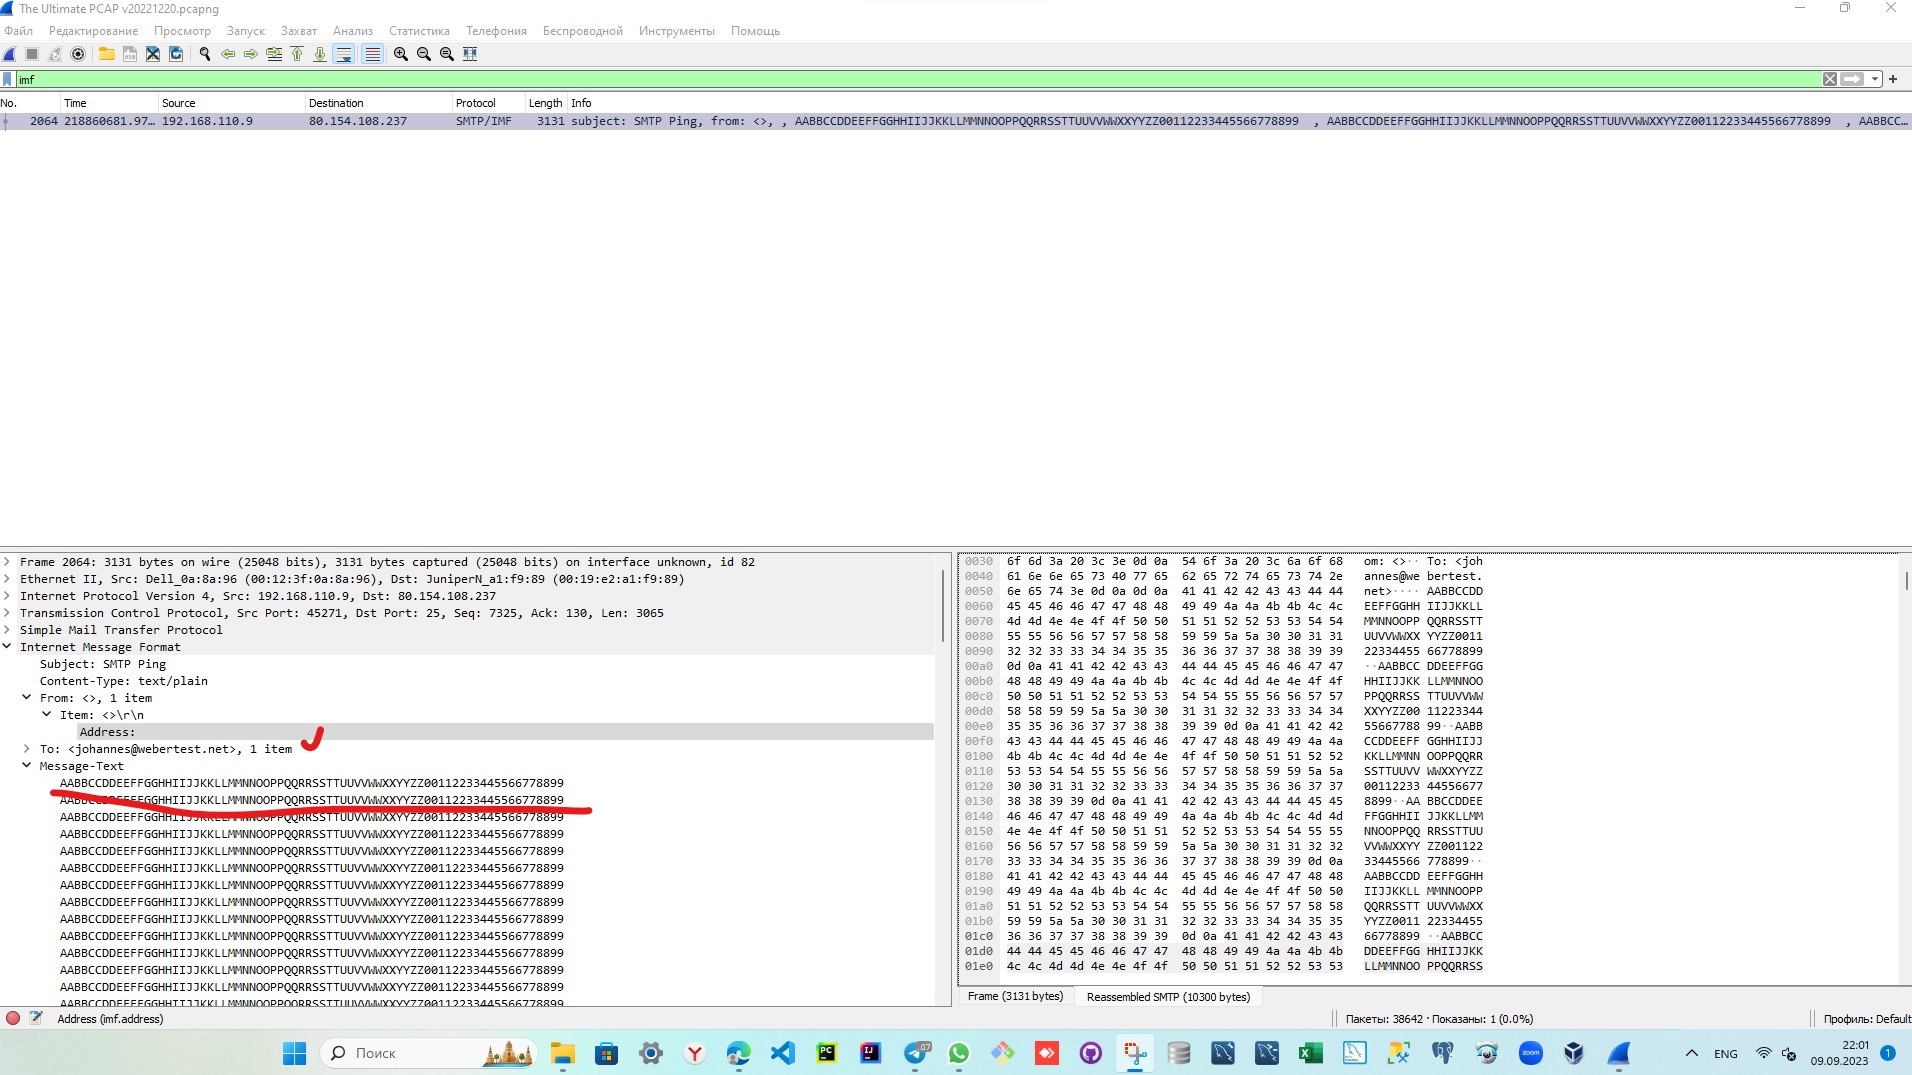 The Ultimate PCAP v20221220.pcapng
Файл Редактирование Просмотр Запуск Захват Анализ Статистика Телефония Беспроводной Инструменты Помощь
imf
No. Time Source Destination Protocol Length Info
2064 218860681.97… 192.168.110.9 80.154.108.237 SMTP/IMF 3131 subject: SMTP Ping, from: <>, , AABBCCDDEEFFGGHHIIJJKKLLMMNNOOPPQQRRSSTTUUVVWWXXYYZZ00112233445566778899 , AABBCCDDEEFFGGHHIIJJKKLLMMNNOOPPQQRRSSTTUUVVWWXXYYZZ00112233445566778899 , AABBCC…
Frame 2064: 3131 bytes on wire (25048 bits), 3131 bytes captured (25048 bits) on interface unknown, id 82
Ethernet II, Src: Dell_0a:8a:96 (00:12:3f:0a:8a:96), Dst: JuniperN_a1:f9:89 (00:19:e2:a1:f9:89)
Internet Protocol Version 4, Src: 192.168.110.9, Dst: 80.154.108.237
Transmission Control Protocol, Src Port: 45271, Dst Port: 25, Seq: 7325, Ack: 130, Len: 3065
Simple Mail Transfer Protocol
Internet Message Format
Subject: SMTP Ping
Content-Type: text/plain
From: <>, 1 item
Item: <>\r\n
Address:
To: <johannes@webertest.net>, 1 item
Message-Text
AABBCCDDEEFFGGHHIIJJKKLLMMNNOOPPQQRRSSTTUUVVWWXXYYZZ00112233445566778899
AABBCCDDEEFFGGHHIIJJKKLLMMNNOOPPQQRRSSTTUUVVWWXXYYZZ00112233445566778899
AABBCCDDEEFFGGHHIIJJKKLLMMNNOOPPQQRRSSTTUUVVWWXXYYZZ00112233445566778899
AABBCCDDEEFFGGHHIIJJKKLLMMNNOOPPQQRRSSTTUUVVWWXXYYZZ00112233445566778899
AABBCCDDEEFFGGHHIIJJKKLLMMNNOOPPQQRRSSTTUUVVWWXXYYZZ00112233445566778899
AABBCCDDEEFFGGHHIIJJKKLLMMNNOOPPQQRRSSTTUUVVWWXXYYZZ00112233445566778899
AABBCCDDEEFFGGHHIIJJKKLLMMNNOOPPQQRRSSTTUUVVWWXXYYZZ00112233445566778899
AABBCCDDEEFFGGHHIIJJKKLLMMNNOOPPQQRRSSTTUUVVWWXXYYZZ00112233445566778899
AABBCCDDEEFFGGHHIIJJKKLLMMNNOOPPQQRRSSTTUUVVWWXXYYZZ00112233445566778899
AABBCCDDEEFFGGHHIIJJKKLLMMNNOOPPQQRRSSTTUUVVWWXXYYZZ00112233445566778899
AABBCCDDEEFFGGHHIIJJKKLLMMNNOOPPQQRRSSTTUUVVWWXXYYZZ00112233445566778899
AABBCCDDEEFFGGHHIIJJKKLLMMNNOOPPQQRRSSTTUUVVWWXXYYZZ00112233445566778899
AABBCCDDEEFFGGHHIIJJKKLLMMNNOOPPQQRRSSTTUUVVWWXXYYZZ00112233445566778899
AABBCCDDEEFFGGHHIIJJKKLLMMNNOOPPQQRRSSTTUUVVWWXXYYZZ00112233445566778899
0030 6f 6d 3a 20 3c 3e 0d 0a 54 6f 3a 20 3c 6a 6f 68 om: <>·· To: <joh
0040 61 6e 6e 65 73 40 77 65 62 65 72 74 65 73 74 2e annes@we bertest.
0050 6e 65 74 3e 0d 0a 0d 0a 41 41 42 42 43 43 44 44 net>···· AABBCCDD
0060 45 45 46 46 47 47 48 48 49 49 4a 4a 4b 4b 4c 4c EEFFGGHH IIJJKKLL
0070 4d 4d 4e 4e 4f 4f 50 50 51 51 52 52 53 53 54 54 MMNNOOPP QQRRSSTT
0080 55 55 56 56 57 57 58 58 59 59 5a 5a 30 30 31 31 UUVVWWXX YYZZ0011
0090 32 32 33 33 34 34 35 35 36 36 37 37 38 38 39 39 22334455 66778899
00a0 0d 0a 41 41 42 42 43 43 44 44 45 45 46 46 47 47 ··AABBCC DDEEFFGG
00b0 48 48 49 49 4a 4a 4b 4b 4c 4c 4d 4d 4e 4e 4f 4f HHIIJJKK LLMMNNOO
00c0 50 50 51 51 52 52 53 53 54 54 55 55 56 56 57 57 PPQQRRSS TTUUVVWW
00d0 58 58 59 59 5a 5a 30 30 31 31 32 32 33 33 34 34 XXYYZZ00 11223344
00e0 35 35 36 36 37 37 38 38 39 39 0d 0a 41 41 42 42 55667788 99··AABB
00f0 43 43 44 44 45 45 46 46 47 47 48 48 49 49 4a 4a CCDDEEFF GGHHIIJJ
0100 4b 4b 4c 4c 4d 4d 4e 4e 4f 4f 50 50 51 51 52 52 KKLLMMNN OOPPQQRR
0110 53 53 54 54 55 55 56 56 57 57 58 58 59 59 5a 5a SSTTUUVV WWXXYYZZ
0120 30 30 31 31 32 32 33 33 34 34 35 35 36 36 37 37 00112233 44556677
0130 38 38 39 39 0d 0a 41 41 42 42 43 43 44 44 45 45 8899··AA BBCCDDEE
0140 46 46 47 47 48 48 49 49 4a 4a 4b 4b 4c 4c 4d 4d FFGGHHII JJKKLLMM
0150 4e 4e 4f 4f 50 50 51 51 52 52 53 53 54 54 55 55 NNOOPPQQ RRSSTTUU
0160 56 56 57 57 58 58 59 59 5a 5a 30 30 31 31 32 32 VVWWXXYY ZZ001122
0170 33 33 34 34 35 35 36 36 37 37 38 38 39 39 0d 0a 33445566 778899··
0180 41 41 42 42 43 43 44 44 45 45 46 46 47 47 48 48 AABBCCDD EEFFGGHH
0190 49 49 4a 4a 4b 4b 4c 4c 4d 4d 4e 4e 4f 4f 50 50 IIJJKKLL MMNNOOPP
01a0 51 51 52 52 53 53 54 54 55 55 56 56 57 57 58 58 QQRRSSTT UUVVWWXX
01b0 59 59 5a 5a 30 30 31 31 32 32 33 33 34 34 35 35 YYZZ0011 22334455
01c0 36 36 37 37 38 38 39 39 0d 0a 41 41 42 42 43 43 66778899 ··AABBCC
01d0 44 44 45 45 46 46 47 47 48 48 49 49 4a 4a 4b 4b DDEEFFGG HHIIJJKK
01e0 4c 4c 4d 4d 4e 4e 4f 4f 50 50 51 51 52 52 53 53 LLMMNNOO PPQQRRSS
Frame (3131 bytes) Reassembled SMTP (10300 bytes)
Address (imf.address) Пакеты: 38642 · Показаны: 1 (0.0%) Профиль: Default
Поиск
PC
IJ
07
zoom
ENG
22:01
09.09.2023
1